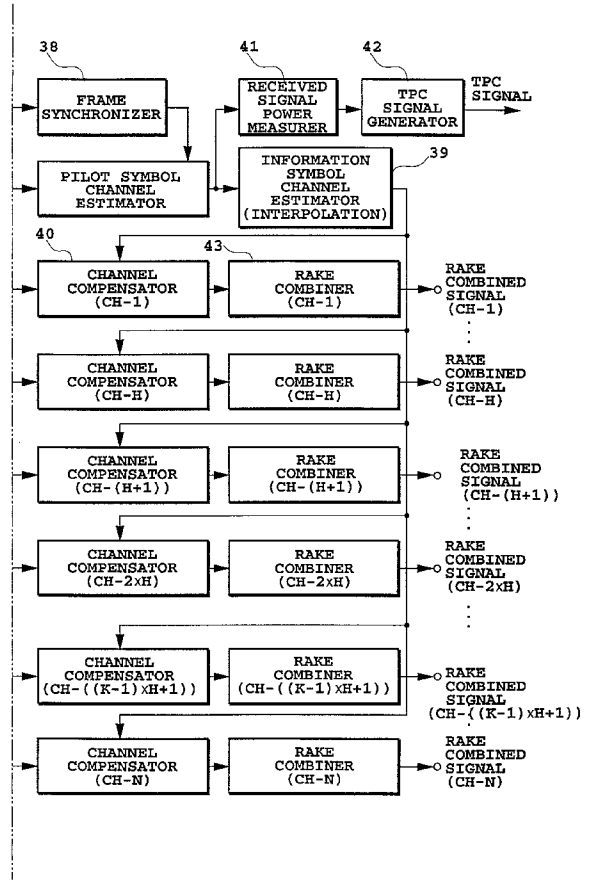 38
41
42
FRAME
SYNCHRONIZER
RECEIVED
SIGNAL
POWER
MEASURER
TPC
SIGNAL
GENERATOR
TPC
SIGNAL
39
PILOT SYMBOL
CHANNEL
ESTIMATOR
INFORMATION
SYMBOL
CHANNEL
ESTIMATOR
(INTERPOLATION)
40
43
CHANNEL
COMPENSATOR
(CH-1)
RAKE
COMBINER
(CH-1)
RAKE
COMBINED
SIGNAL
(CH-1)
CHANNEL
COMPENSATOR
(CH-H)
RAKE
COMBINER
(CH-H)
RAKE
COMBINED
SIGNAL
(CH-H)
CHANNEL
COMPENSATOR
(CH-(H+1))
RAKE
COMBINER
(CH-(H+1))
RAKE
COMBINED
SIGNAL
(CH-(H+1))
CHANNEL
COMPENSATOR
(CH-2xH)
RAKE
COMBINER
(CH-2xH)
RAKE
COMBINED
SIGNAL
(CH-2xH)
CHANNEL
COMPENSATOR
(CH-((K-1)xH+1))
RAKE
COMBINER
(CH-((K-1)xH+1))
RAKE
COMBINED
SIGNAL
(CH-((K-1)xH+1))
CHANNEL
COMPENSATOR
(CH-N)
RAKE
COMBINER
(CH-N)
RAKE
COMBINED
SIGNAL
(CH-N)